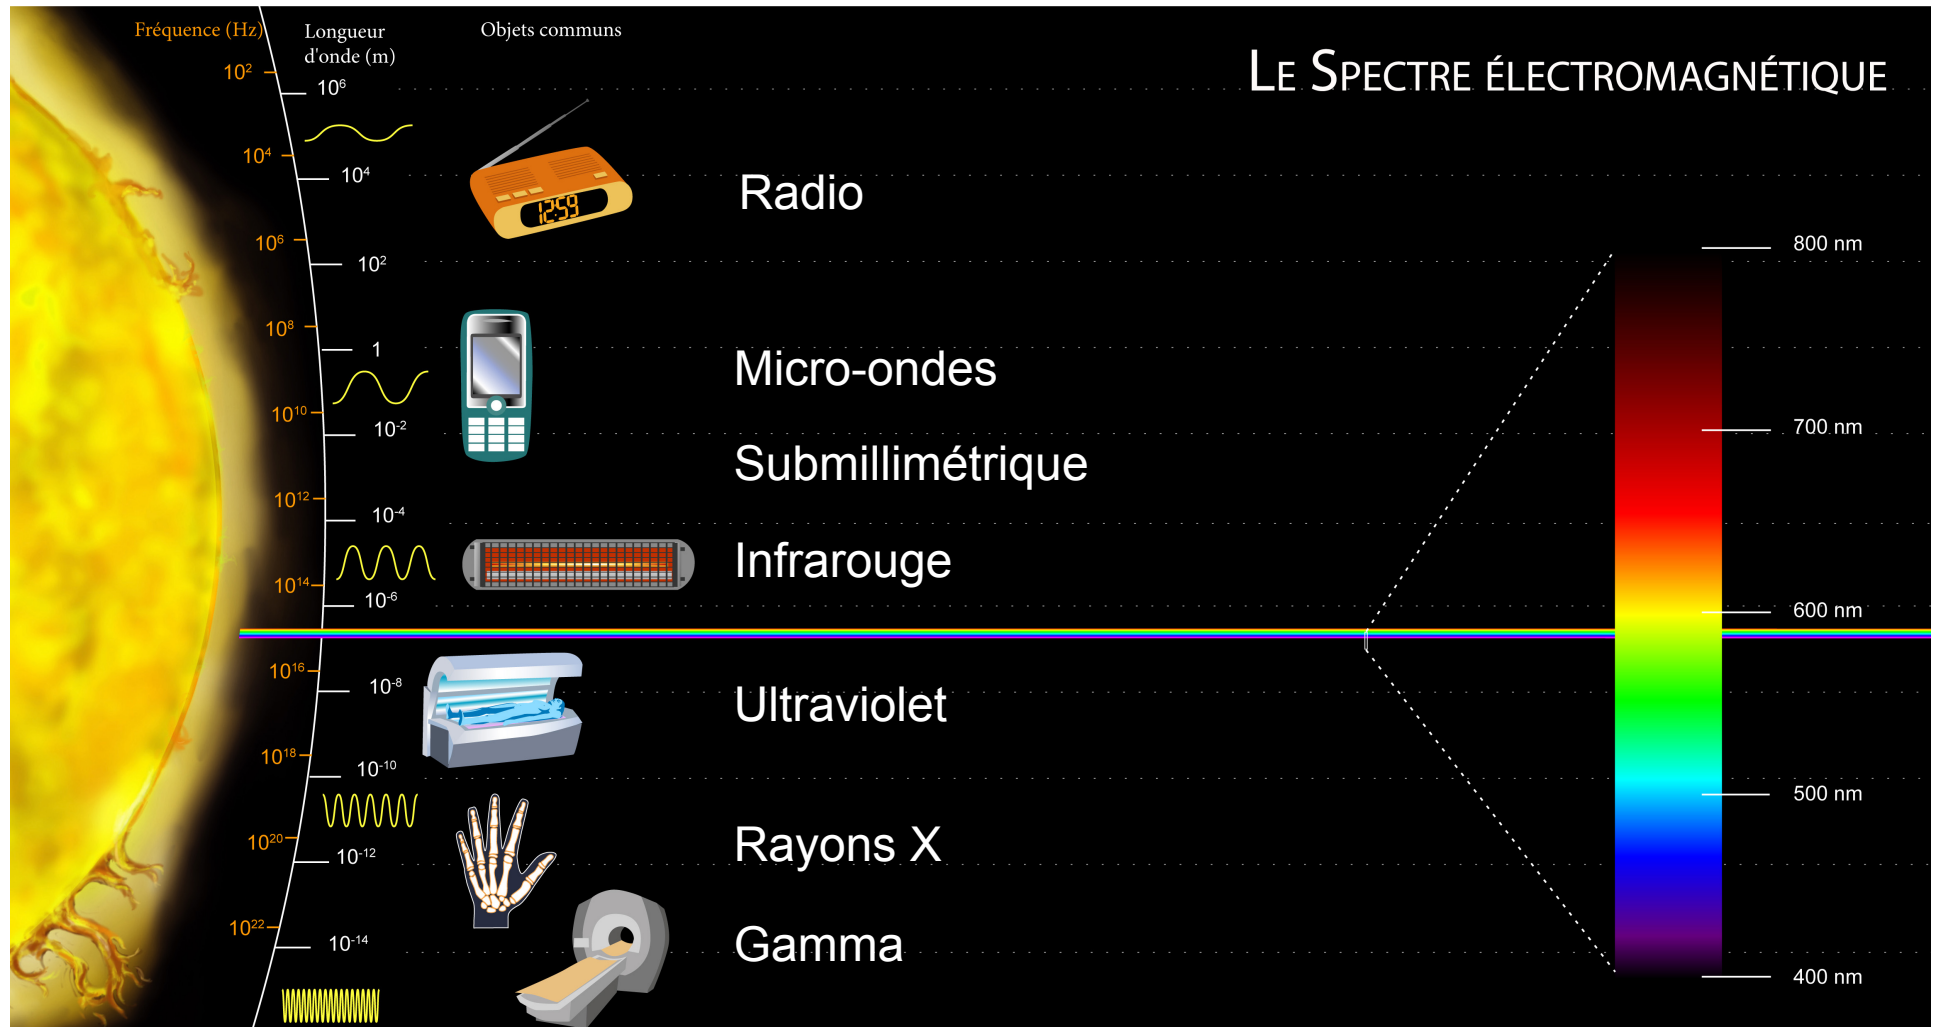 Fréquence (Hz)
Longueur
d'onde (m)
Objets communs
LE SPECTRE ÉLECTROMAGNÉTIQUE
10²
10⁶
10⁴
10⁴
12:59
Radio
10⁶
10²
800 nm
10⁸
1
Micro-ondes
10¹⁰
10⁻²
700 nm
Submillimétrique
10¹²
10⁻⁴
Infrarouge
10¹⁴
10⁻⁶
600 nm
10¹⁶
10⁻⁸
Ultraviolet
10¹⁸
10⁻¹⁰
500 nm
10²⁰
10⁻¹²
Rayons X
10²²
10⁻¹⁴
Gamma
400 nm